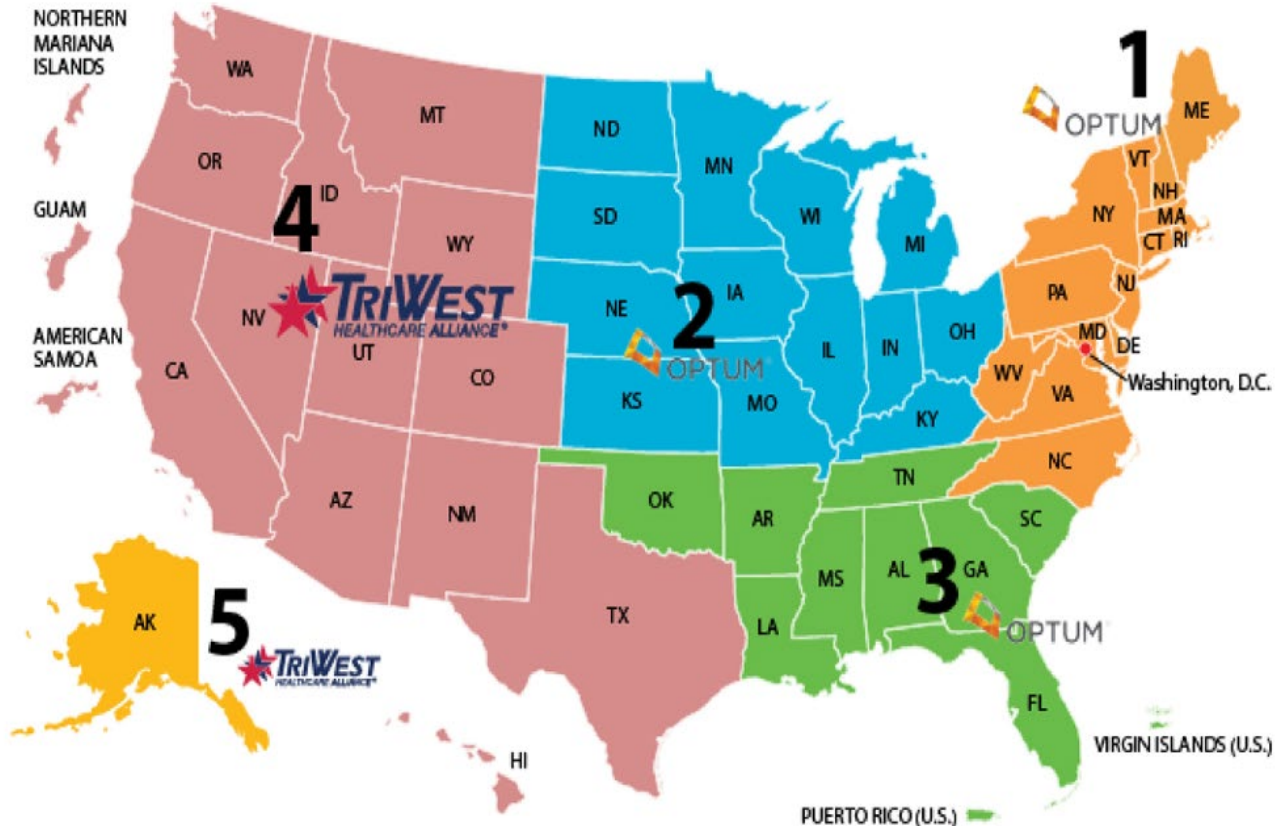 NORTHERN
MARIANA
ISLANDS
GUAM
AMERICAN
SAMOA
WA
OR
CA
NV
ID
MT
WY
UT
CO
AZ
NM
TX
HI
4
TRIWEST
HEALTHCARE ALLIANCE®
AK
5
TRIWEST
HEALTHCARE ALLIANCE®
ND
SD
NE
KS
MN
IA
MO
WI
IL
MI
IN
OH
KY
2
OPTUM®
OK
AR
LA
TN
MS
AL
GA
SC
FL
3
OPTUM
VIRGIN ISLANDS (U.S.)
PUERTO RICO (U.S.)
1
OPTUM
ME
VT
NH
NY
MA
CT
RI
PA
NJ
MD
DE
Washington, D.C.
WV
VA
NC